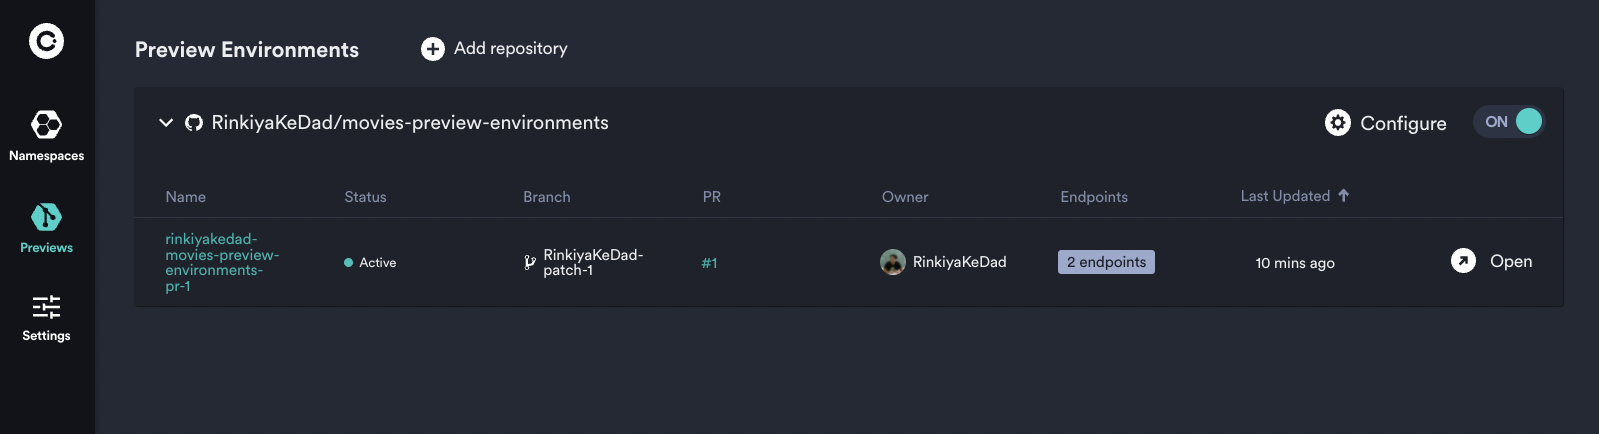 Preview Environments
Add repository
RinkiyaKeDad/movies-preview-environments
Configure
ON
Namespaces
Name
Status
Branch
PR
Owner
Endpoints
Last Updated
Previews
rinkiyakedad-
movies-preview-
environments-
pr-1
Active
RinkiyaKeDad-
patch-1
#1
RinkiyaKeDad
2 endpoints
10 mins ago
Open
Settings